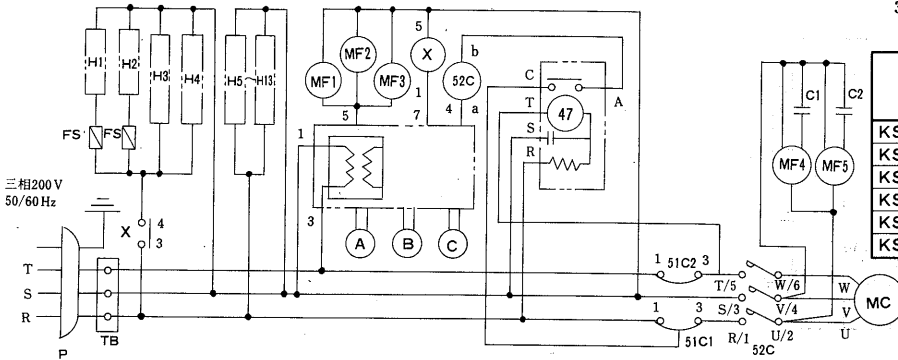 3
H1 H2 H3 H4 H5～H13
FS FS
三相200V
50/60Hz
X 4
3
T
S
R
P
TB
MF1 MF2 MF3
5
X
1
7
5
52C
b
4 a
1
3
A B C
C
T
S
R
47
A
1 51C2 3
T/5
W/6
S/3
V/4
1
3
51C1
R/1
U/2
52C
W
V
U
MC
C1 C2
MF4 MF5
KS
KS
KS
KS
KS
KS